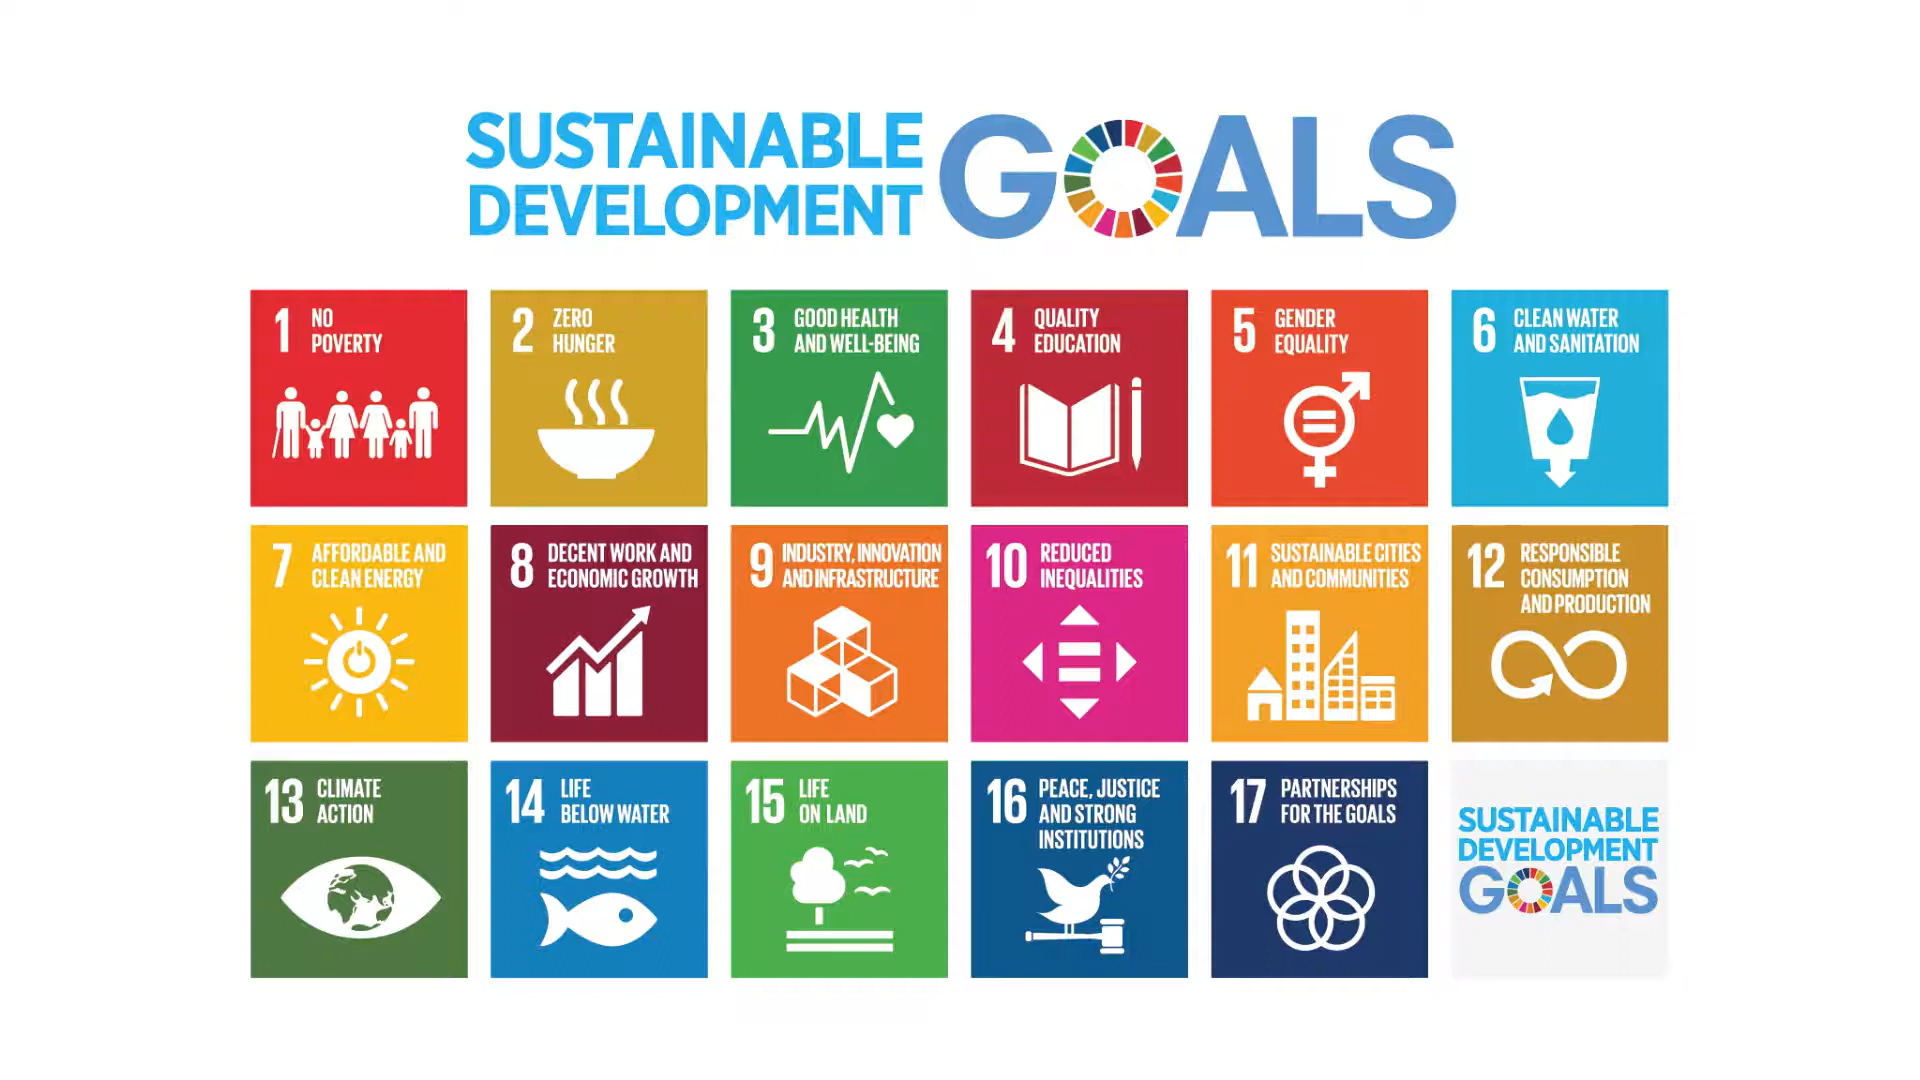 SUSTAINABLE
DEVELOPMENT
GOALS
1 NO
POVERTY
2 ZERO
HUNGER
3 GOOD HEALTH
AND WELL-BEING
4 QUALITY
EDUCATION
5 GENDER
EQUALITY
6 CLEAN WATER
AND SANITATION
7 AFFORDABLE AND
CLEAN ENERGY
8 DECENT WORK AND
ECONOMIC GROWTH
9 INDUSTRY, INNOVATION
AND INFRASTRUCTURE
10 REDUCED
INEQUALITIES
11 SUSTAINABLE CITIES
AND COMMUNITIES
12 RESPONSIBLE
CONSUMPTION
AND PRODUCTION
13 CLIMATE
ACTION
14 LIFE
BELOW WATER
15 LIFE
ON LAND
16 PEACE, JUSTICE
AND STRONG
INSTITUTIONS
17 PARTNERSHIPS
FOR THE GOALS
SUSTAINABLE
DEVELOPMENT
GOALS